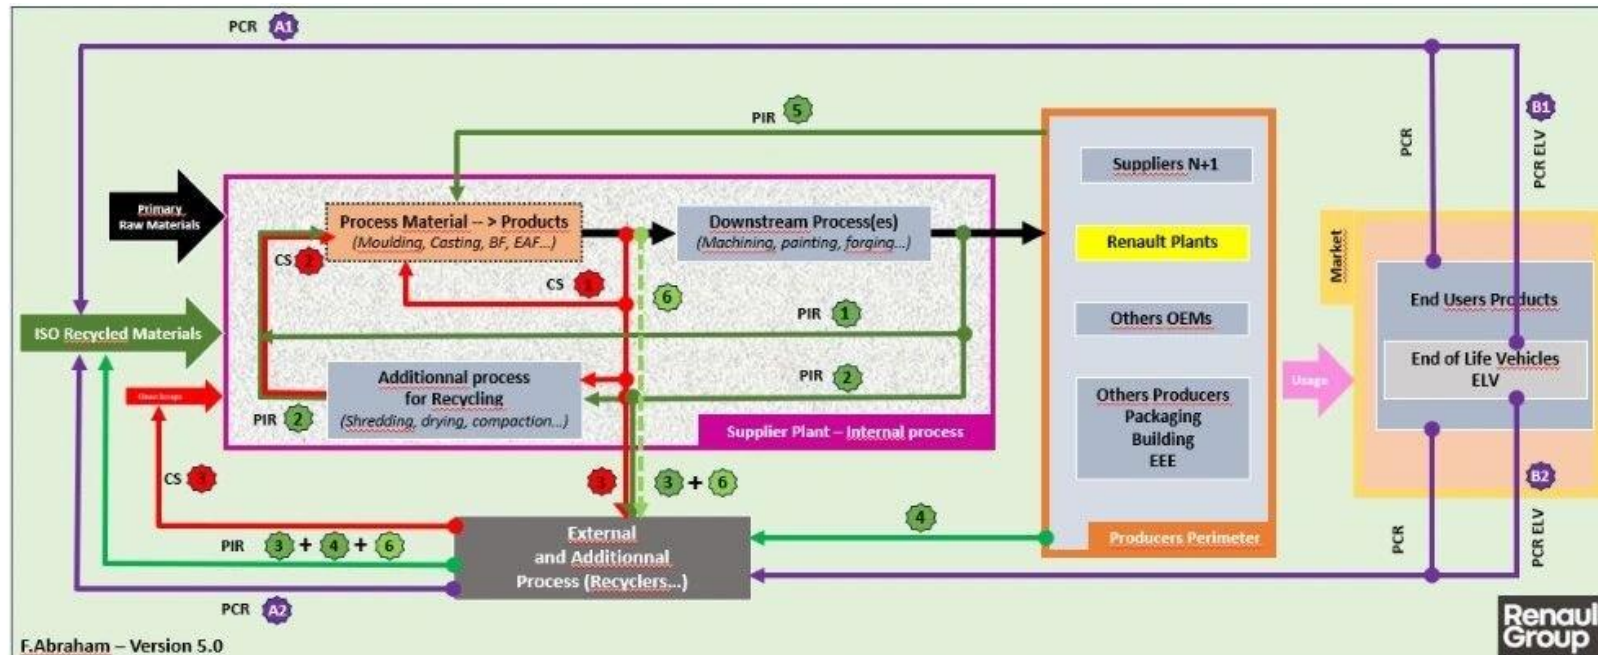 PCR A1
PIR 5
B1
PCR
PCR ELV
Primary
Raw Materials
Process Material -- > Products
(Moulding, Casting, BF, EAF...)
Downstream Process(es)
(Machining, painting, forging...)
Suppliers N+1
Renault Plants
Market
CS 2
CS 1
6
End Users Products
ISO Recycled Materials
PIR 1
Others OEMs
End of Life Vehicles
ELV
Additionnal process
for Recycling
(Shredding, drying, compaction...)
PIR 2
Usage
Others Producers
Packaging
Building
EEE
PIR 2
Supplier Plant – Internal process
CS 3
3
3 + 6
B2
4
External
and Additionnal
Process (Recyclers...)
Producers Perimeter
PCR
PCR ELV
PIR 3 + 4 + 6
PCR A2
F.Abraham – Version 5.0
Renaul
Group